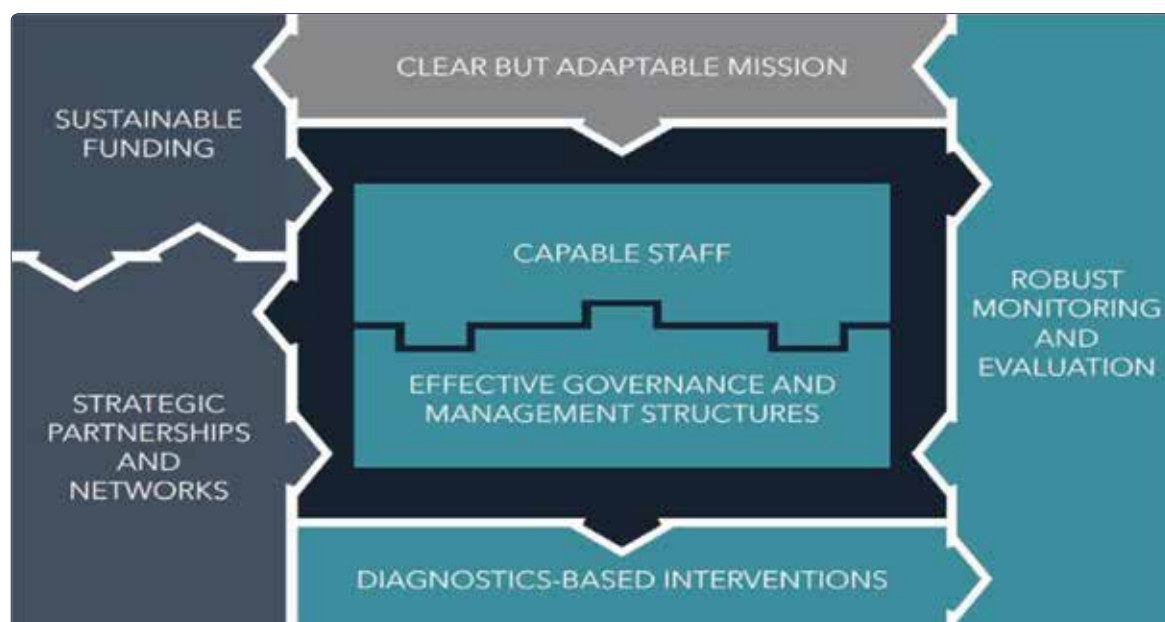 CLEAR BUT ADAPTABLE MISSION
SUSTAINABLE
FUNDING
CAPABLE STAFF
EFFECTIVE GOVERNANCE AND
MANAGEMENT STRUCTURES
ROBUST
MONITORING
AND
EVALUATION
STRATEGIC
PARTNERSHIPS
AND
NETWORKS
DIAGNOSTICS-BASED INTERVENTIONS